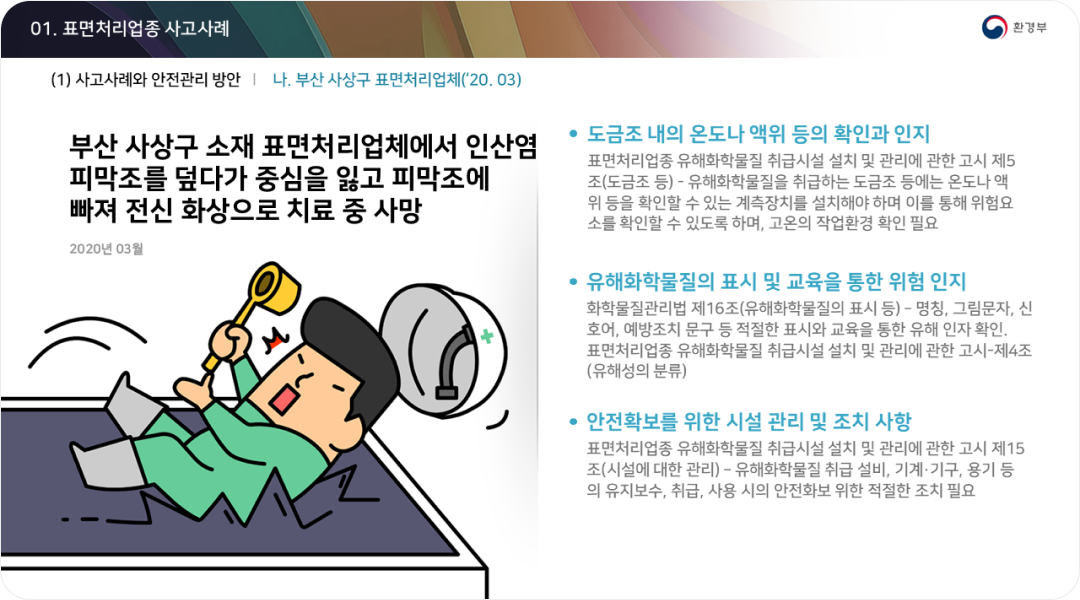 01. 표면처리업종 사고사례
환경부
(1) 사고사례와 안전관리 방안 | 나. 부산 사상구 표면처리업체('20. 03)
부산 사상구 소재 표면처리업체에서 인산염
피막조를 덮다가 중심을 잃고 피막조에
빠져 전신 화상으로 치료 중 사망
2020년 03월
• 도금조 내의 온도나 액위 등의 확인과 인지
표면처리업종 유해화학물질 취급시설 설치 및 관리에 관한 고시 제5
조(도금조 등) - 유해화학물질을 취급하는 도금조 등에는 온도나 액
위 등을 확인할 수 있는 계측장치를 설치해야 하며 이를 통해 위험요
소를 확인할 수 있도록 하며, 고온의 작업환경 확인 필요
• 유해화학물질의 표시 및 교육을 통한 위험 인지
화학물질관리법 제16조(유해화학물질의 표시 등) – 명칭, 그림문자, 신
호어, 예방조치 문구 등 적절한 표시와 교육을 통한 유해 인자 확인.
표면처리업종 유해화학물질 취급시설 설치 및 관리에 관한 고시-제4조
(유해성의 분류)
• 안전확보를 위한 시설 관리 및 조치 사항
표면처리업종 유해화학물질 취급시설 설치 및 관리에 관한 고시 제15
조(시설에 대한 관리) – 유해화학물질 취급 설비, 기계·기구, 용기 등
의 유지보수, 취급, 사용 시의 안전화보 위한 적절한 조치 필요